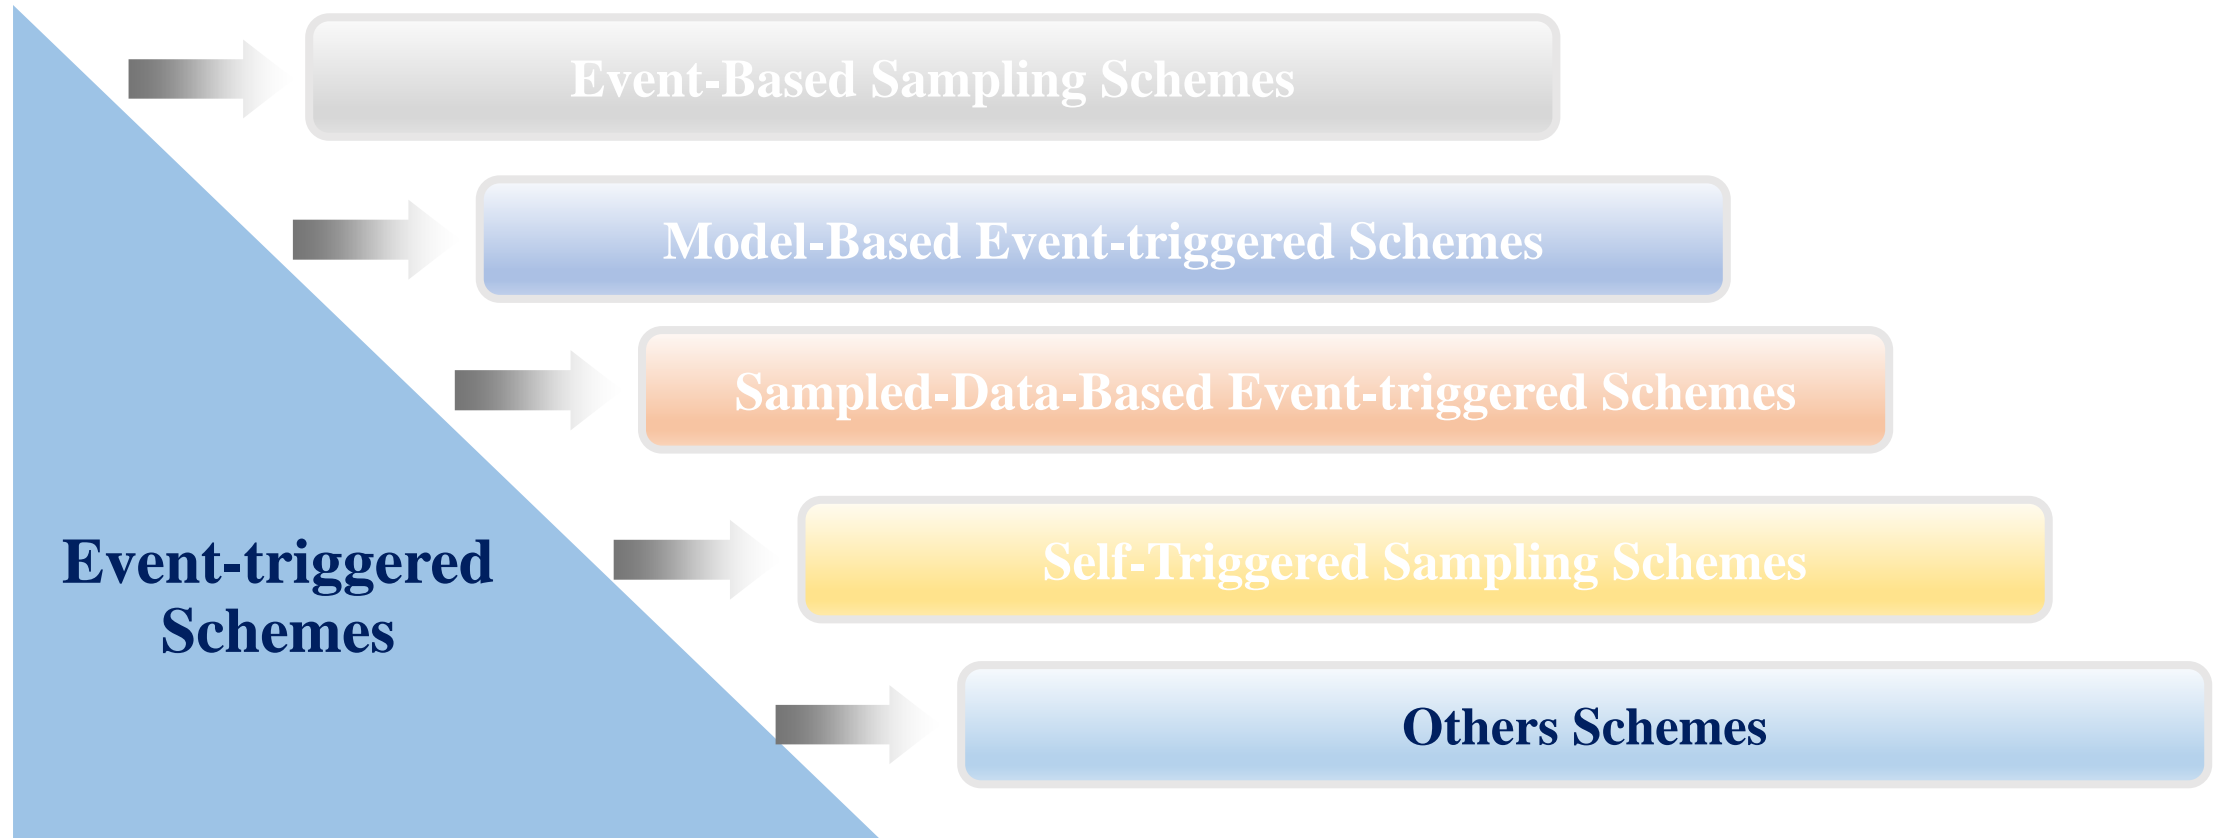 Event-Based Sampling Schemes
Model-Based Event-triggered Schemes
Sampled-Data-Based Event-triggered Schemes
Self-Triggered Sampling Schemes
Others Schemes
Event-triggered
Schemes